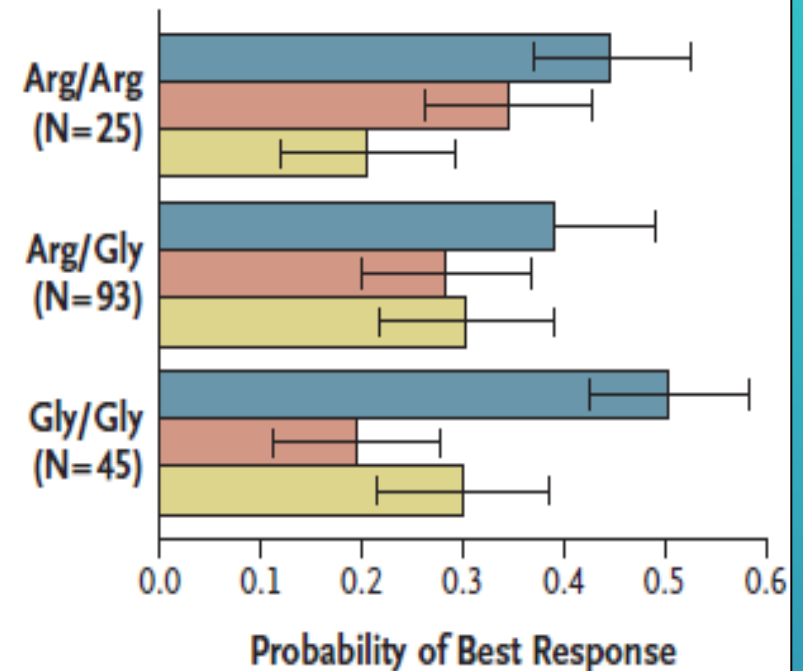 Arg/Arg
(N=25)
Arg/Gly
(N=93)
Gly/Gly
(N=45)
0.0 0.1 0.2 0.3 0.4 0.5 0.6
Probability of Best Response